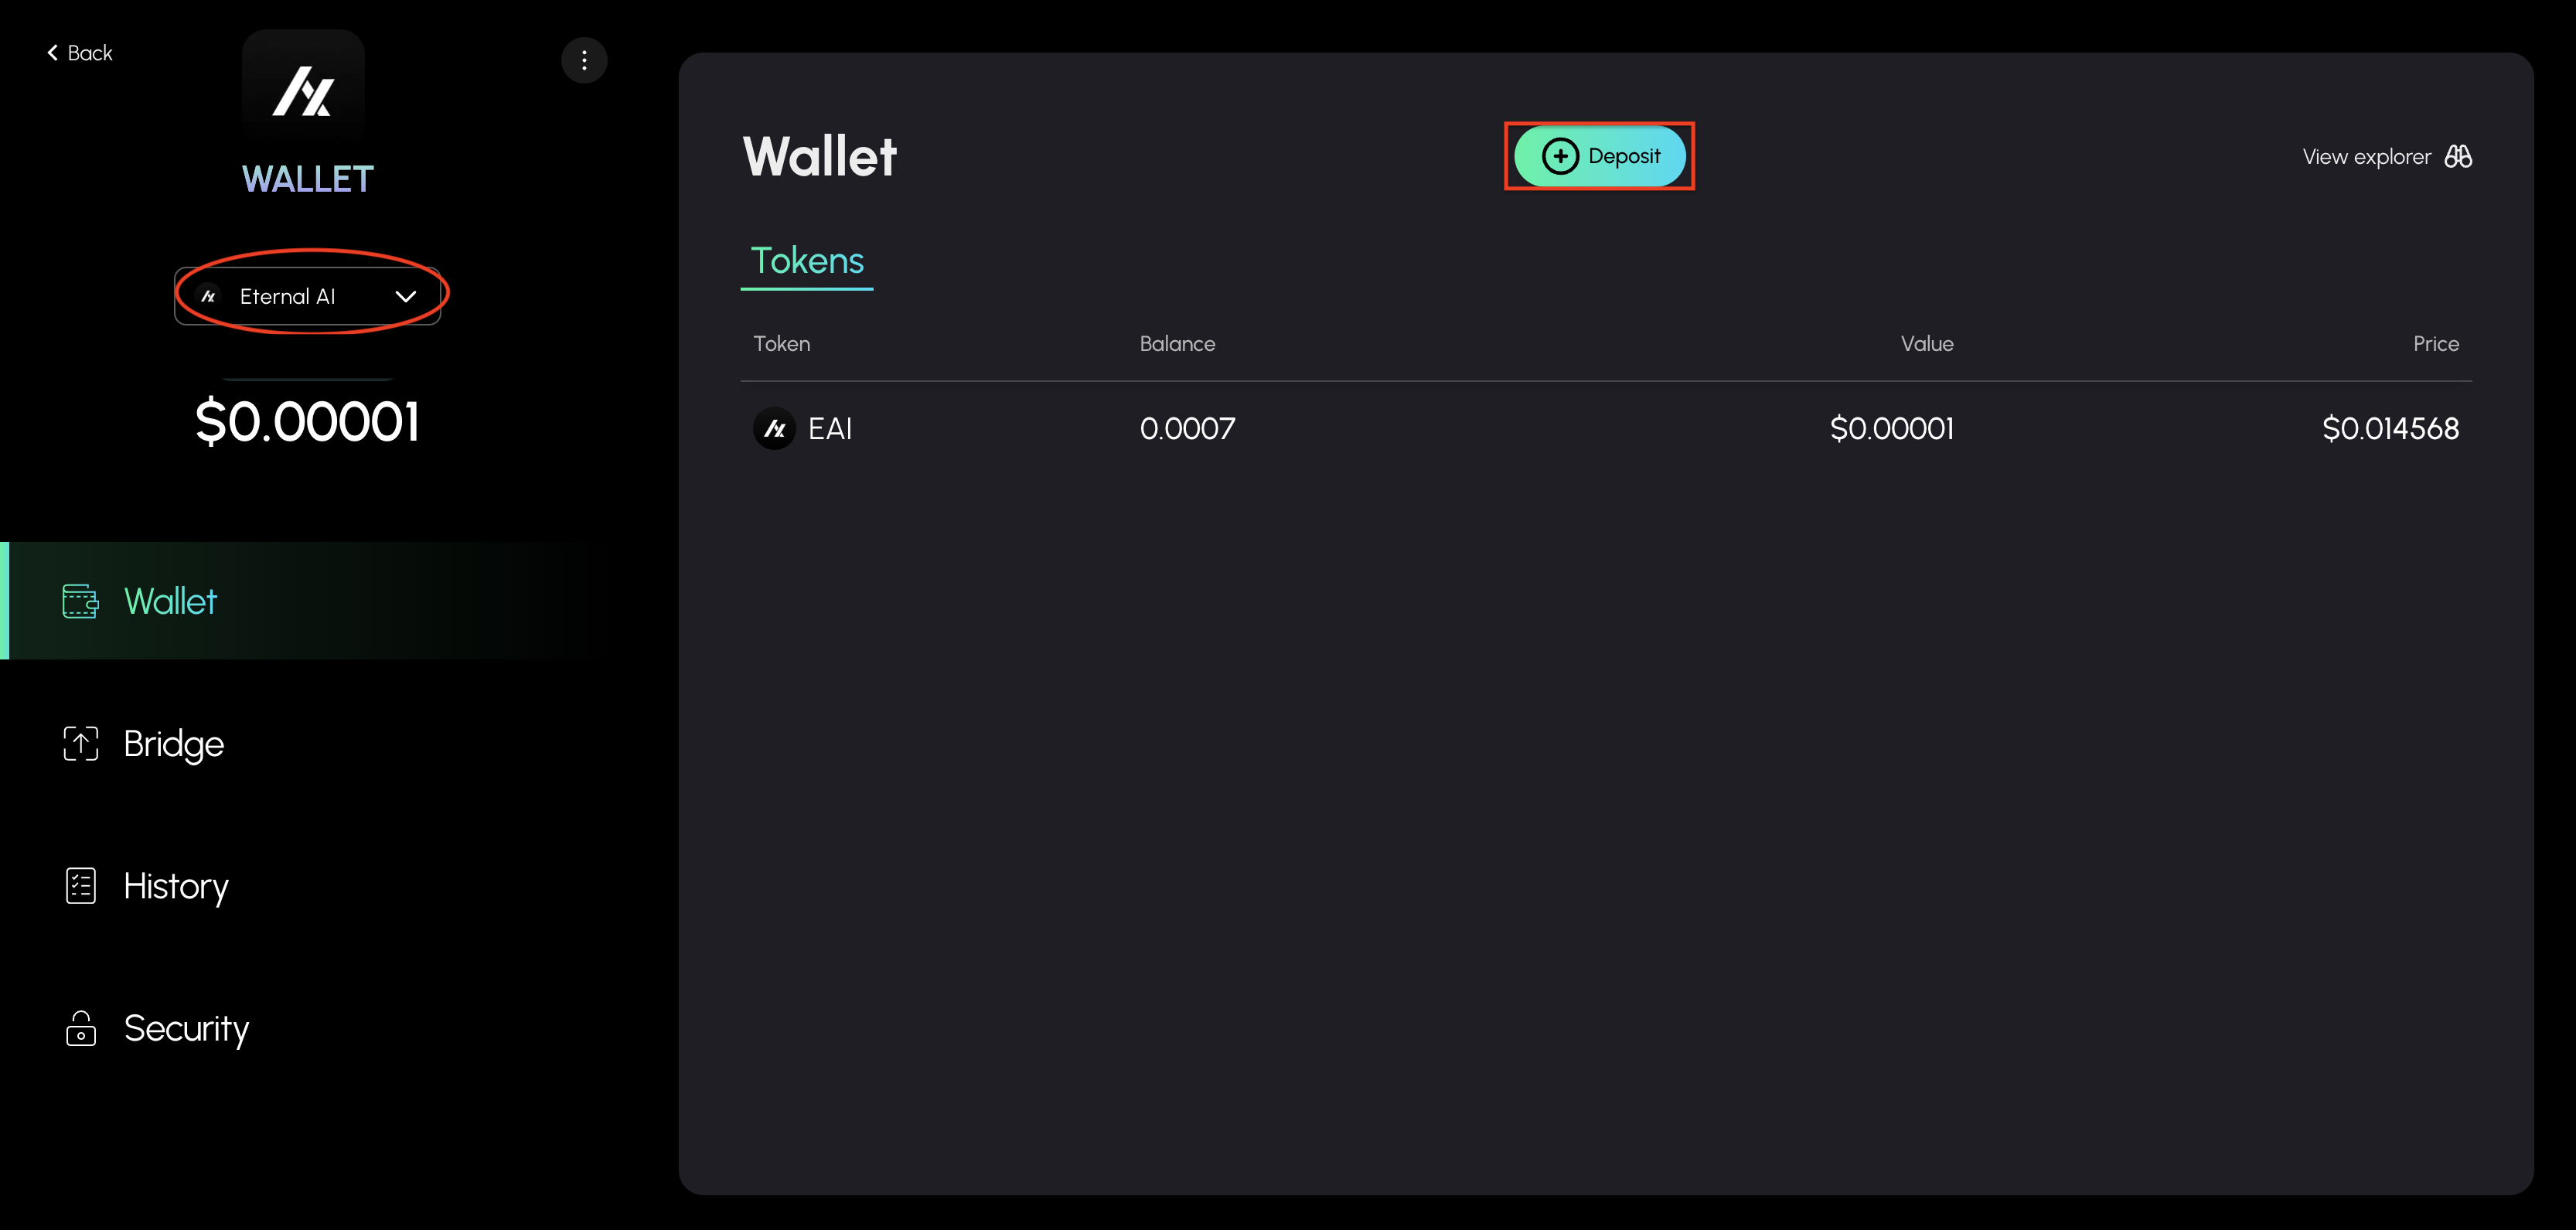 Back
WALLET
Eternal AI
$0.00001
Wallet
Bridge
History
Security
Wallet
Deposit
View explorer
Tokens
Token Balance Value Price
EAI 0.0007 $0.00001 $0.014568